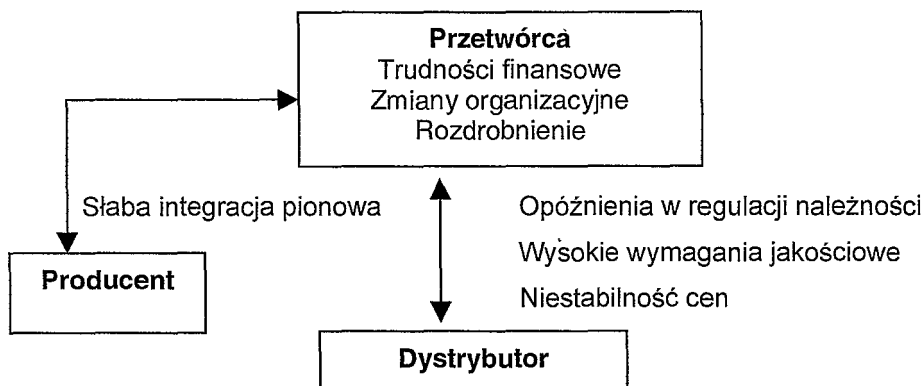 Przetwórca
Trudności finansowe
Zmiany organizacyjne
Rozdrobnienie
Słaba integracja pionowa
Opóźnienia w regulacji należności
Wysokie wymagania jakościowe
Niestabilność cen
Producent
Dystrybutor